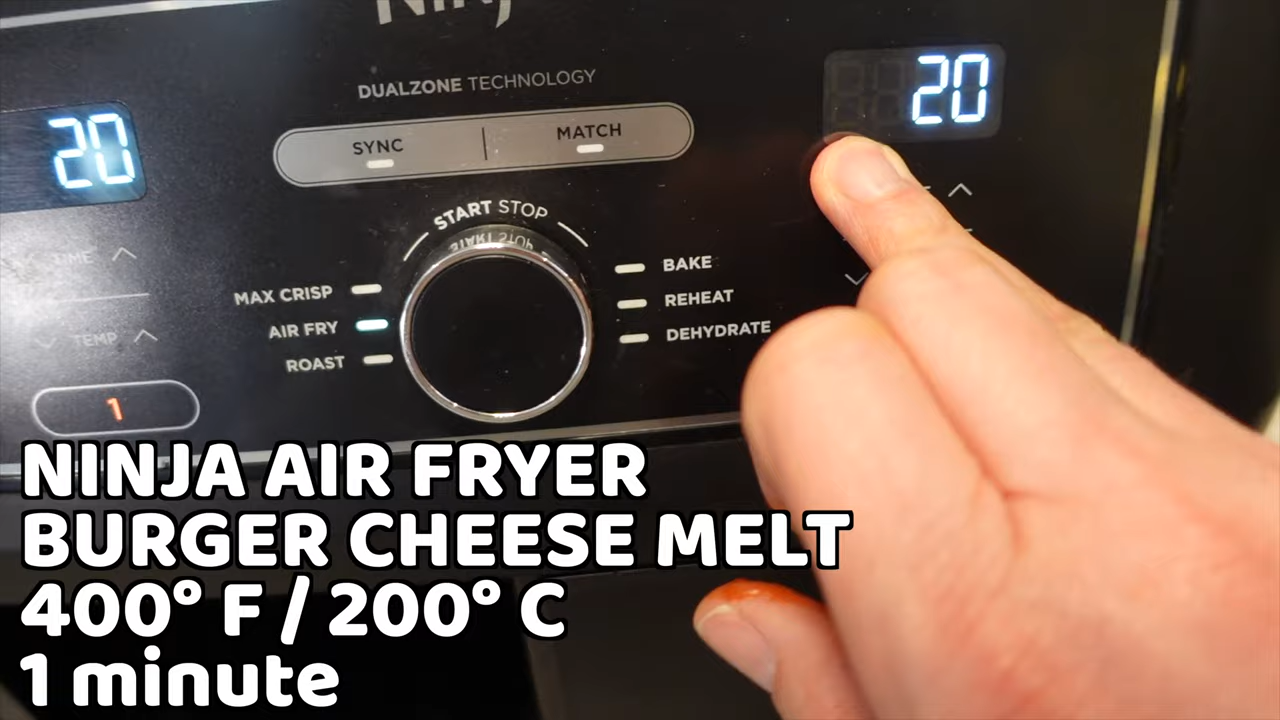 Ninj
DUALZONE TECHNOLOGY
20
20
SYNC
MATCH
START STOP
TIME
MAX CRISP
AIR FRY
ROAST
BAKE
REHEAT
DEHYDRATE
TEMP
1
NINJA AIR FRYER
BURGER CHEESE MELT
400° F / 200° C
1 minute